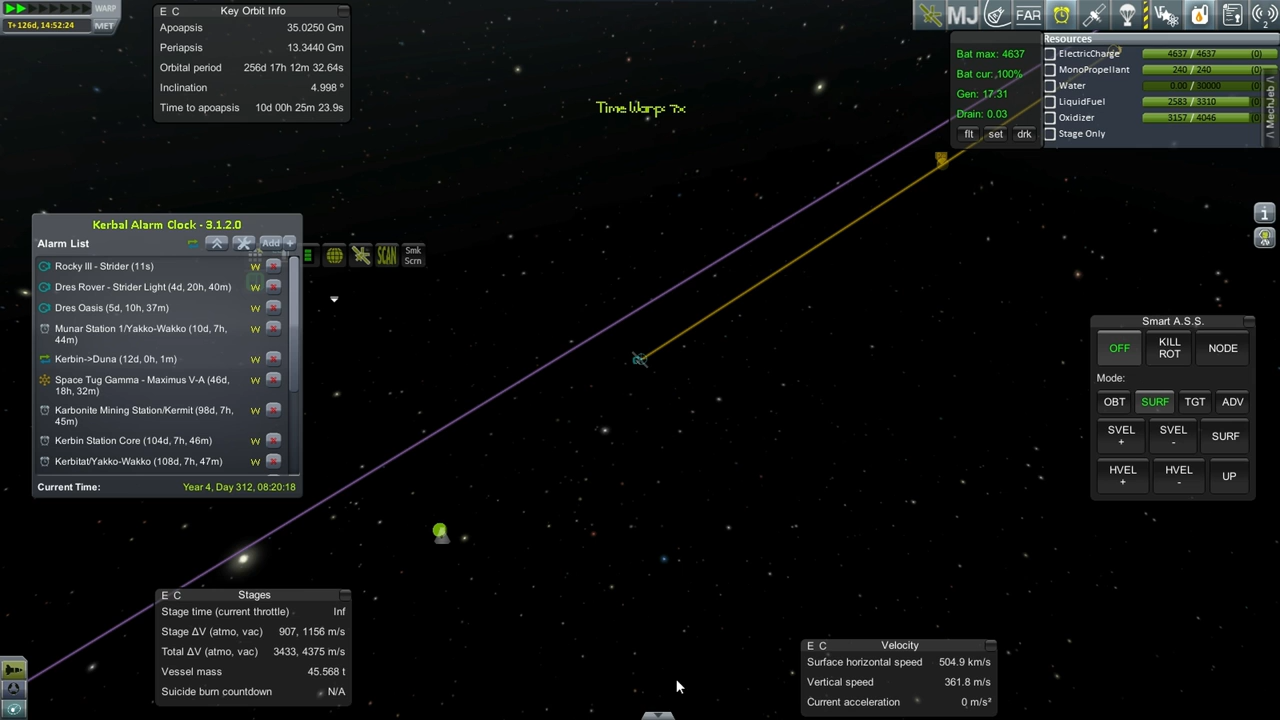 WARP
T+ 126d, 14:52:24
MET
E C Key Orbit Info
Apoapsis 35.0250 Gm
Periapsis 13.3440 Gm
Orbital period 256d 17h 12m 32.64s
Inclination 4.998 º
Time to apoapsis 10d 00h 25m 23.9s
Time Warp: 7x
MJ
FAR
2
Bat max: 4637
Bat cur: 100%
Gen: 17.31
Drain: 0.03
flt set drk
Resources
ElectricCharge 4637 / 4637 (0)
MonoPropellant 240 / 240 (0)
Water 0.00 / 30000 (0)
LiquidFuel 2583 / 3310 (0)
Oxidizer 3157 / 4046 (0)
Stage Only
/\ MechJeb /\
Kerbal Alarm Clock - 3.1.2.0
Alarm List Add +
Rocky III - Strider (11s) W
Dres Rover - Strider Light (4d, 20h, 40m) W
Dres Oasis (5d, 10h, 37m) W
Munar Station 1/Yakko-Wakko (10d, 7h,
44m) W
Kerbin->Duna (12d, 0h, 1m) W
Space Tug Gamma - Maximus V-A (46d,
18h, 32m) W
Karbonite Mining Station/Kermit (98d, 7h,
45m) W
Kerbin Station Core (104d, 7h, 46m) W
Kerbitat/Yakko-Wakko (108d, 7h, 47m) W
Current Time: Year 4, Day 312, 08:20:18
SCAN
Smk
Scrn
Smart A.S.S.
OFF
KILL
ROT
NODE
Mode:
OBT SURF TGT ADV
SVEL
+
SVEL
-
SURF
HVEL
+
HVEL
-
UP
E C Stages
Stage time (current throttle) Inf
Stage ΔV (atmo, vac) 907, 1156 m/s
Total ΔV (atmo, vac) 3433, 4375 m/s
Vessel mass 45.568 t
Suicide burn countdown N/A
E C Velocity
Surface horizontal speed 504.9 km/s
Vertical speed 361.8 m/s
Current acceleration 0 m/s²